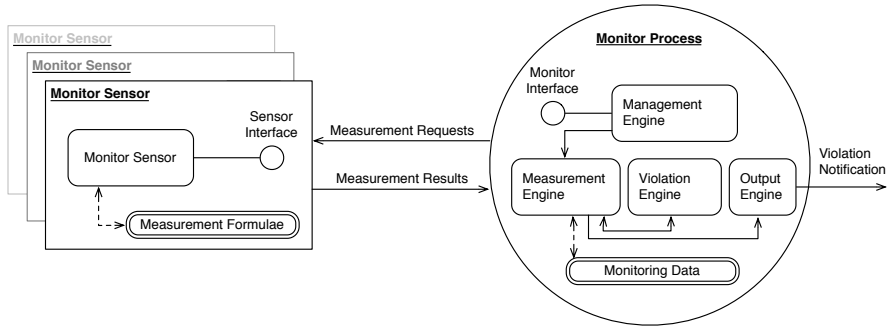 Monitor Sensor
Monitor Sensor
Monitor Sensor
Sensor
Interface
Monitor Sensor
Measurement Formulae
Measurement Requests
Measurement Results
Monitor Process
Monitor
Interface
Management
Engine
Measurement
Engine
Violation
Engine
Output
Engine
Monitoring Data
Violation
Notification